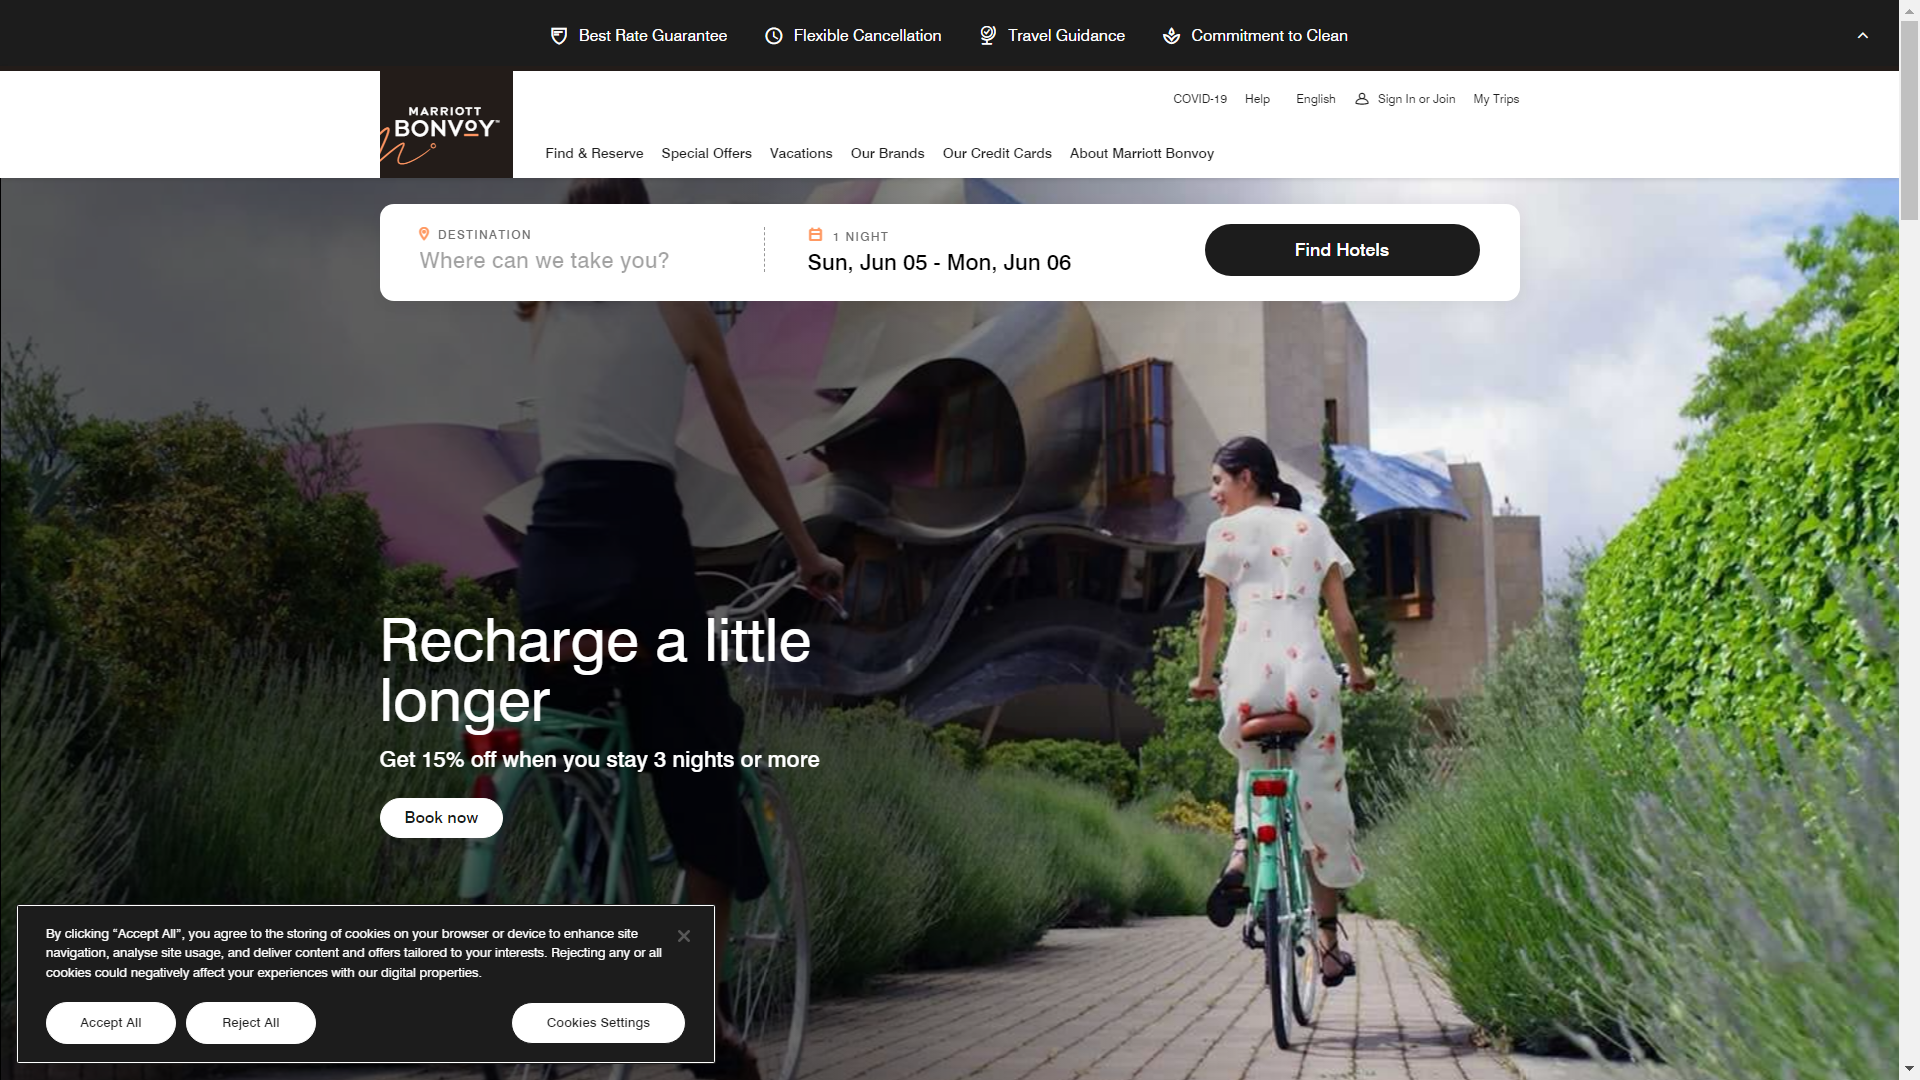 Best Rate Guarantee
Flexible Cancellation
Travel Guidance
Commitment to Clean
COVID-19
Help
English
Sign In or Join
My Trips
MARRIOTT
BONVOY™
Find & Reserve
Special Offers
Vacations
Our Brands
Our Credit Cards
About Marriott Bonvoy
DESTINATION
Where can we take you?
1 NIGHT
Sun, Jun 05 - Mon, Jun 06
Find Hotels
Recharge a little
longer
Get 15% off when you stay 3 nights or more
Book now
By clicking “Accept All”, you agree to the storing of cookies on your browser or device to enhance site
navigation, analyse site usage, and deliver content and offers tailored to your interests. Rejecting any or all
cookies could negatively affect your experiences with our digital properties.
Accept All
Reject All
Cookies Settings